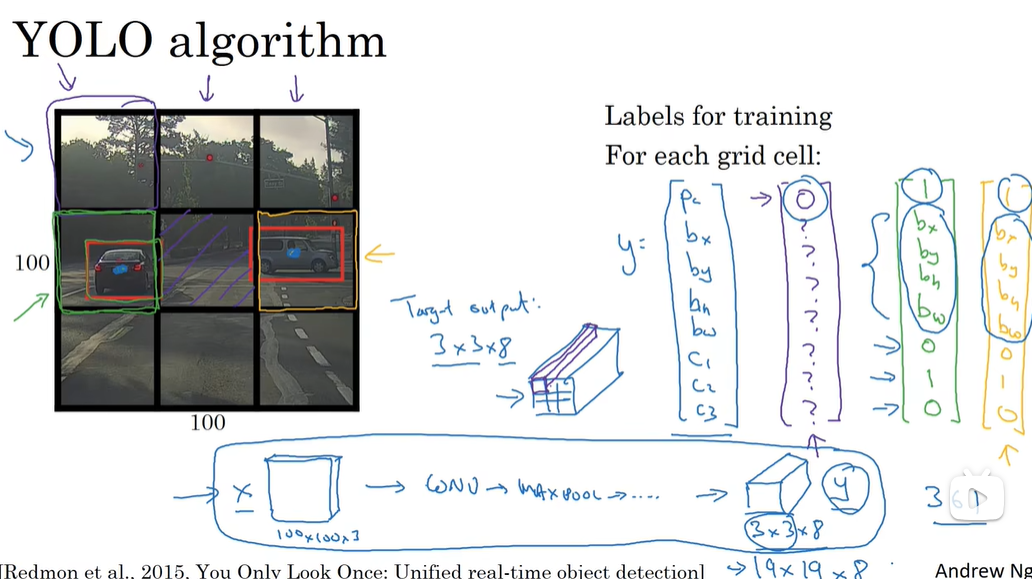 YOLO algorithm
Labels for training
For each grid cell:
y=
pc
bx
by
bh
bw
c1
c2
c3
0
?
?
?
?
?
?
?
1
bx
by
bh
bw
0
1
0
1
bx
by
bh
bw
0
1
0
100
100
Target output:
3×3×8
X
100×100×3
→ CONV → MAXPOOL → ....
→
y
3×3×8
→ 19×19×8
[Redmon et al., 2015, You Only Look Once: Unified real-time object detection]
Andrew Ng